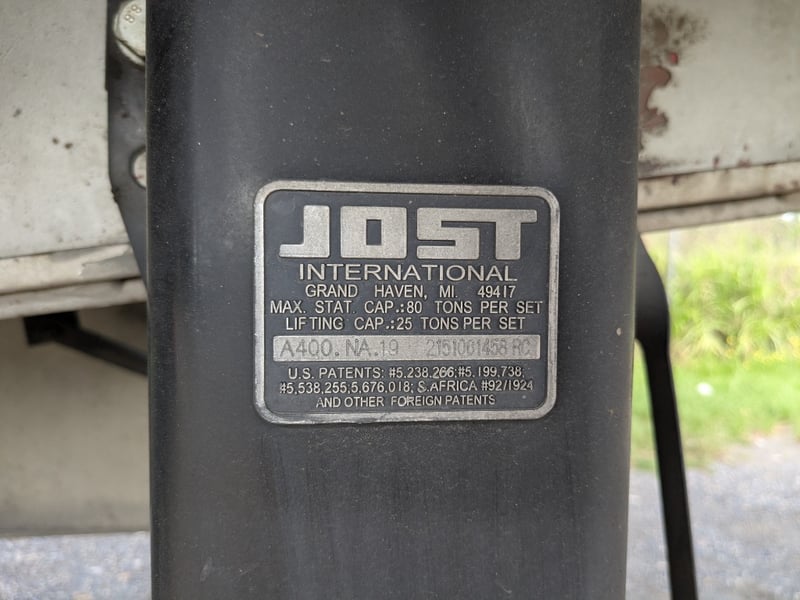 8.8
JOST
INTERNATIONAL
GRAND HAVEN, MI. 49417
MAX. STAT. CAP.:80 TONS PER SET
LIFTING CAP.:25 TONS PER SET
A400.NA.19 2151001458 RC
U.S. PATENTS: #5.238.266;#5.199.738;
#5,538,255;5,676,018; S.AFRICA #92/1924
AND OTHER FOREIGN PATENTS